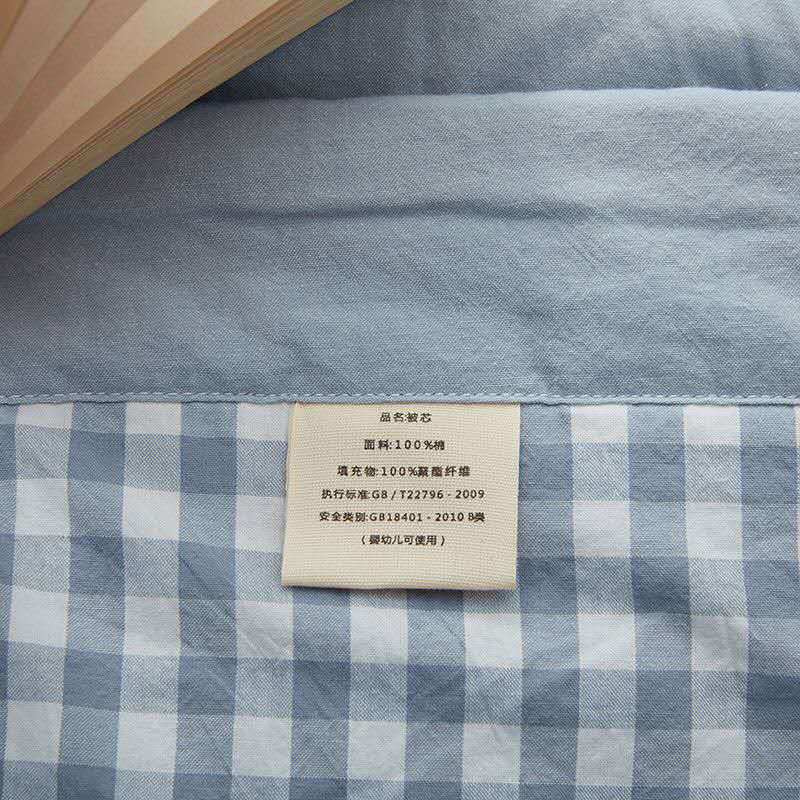 品名:被芯
面料:100%棉
填充物:100%聚酯纤维
执行标准:GB/T22796-2009
安全类别:GB18401-2010 B类
(婴幼儿可使用)